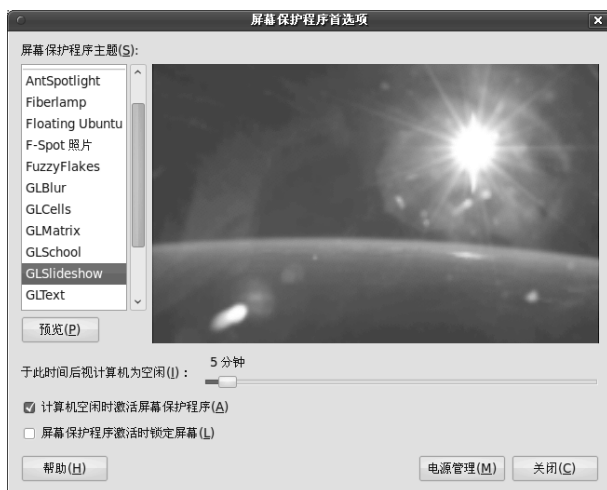 屏幕保护程序首选项
屏幕保护程序主题(S):
AntSpotlight
Fiberlamp
Floating Ubuntu
F-Spot 照片
FuzzyFlakes
GLBlur
GLCells
GLMatrix
GLSchool
GLSlideshow
GLText
预览(P)
5 分钟
于此时间后视计算机为空闲(I)：
计算机空闲时激活屏幕保护程序(A)
屏幕保护程序激活时锁定屏幕(L)
帮助(H)
电源管理(M)
关闭(C)